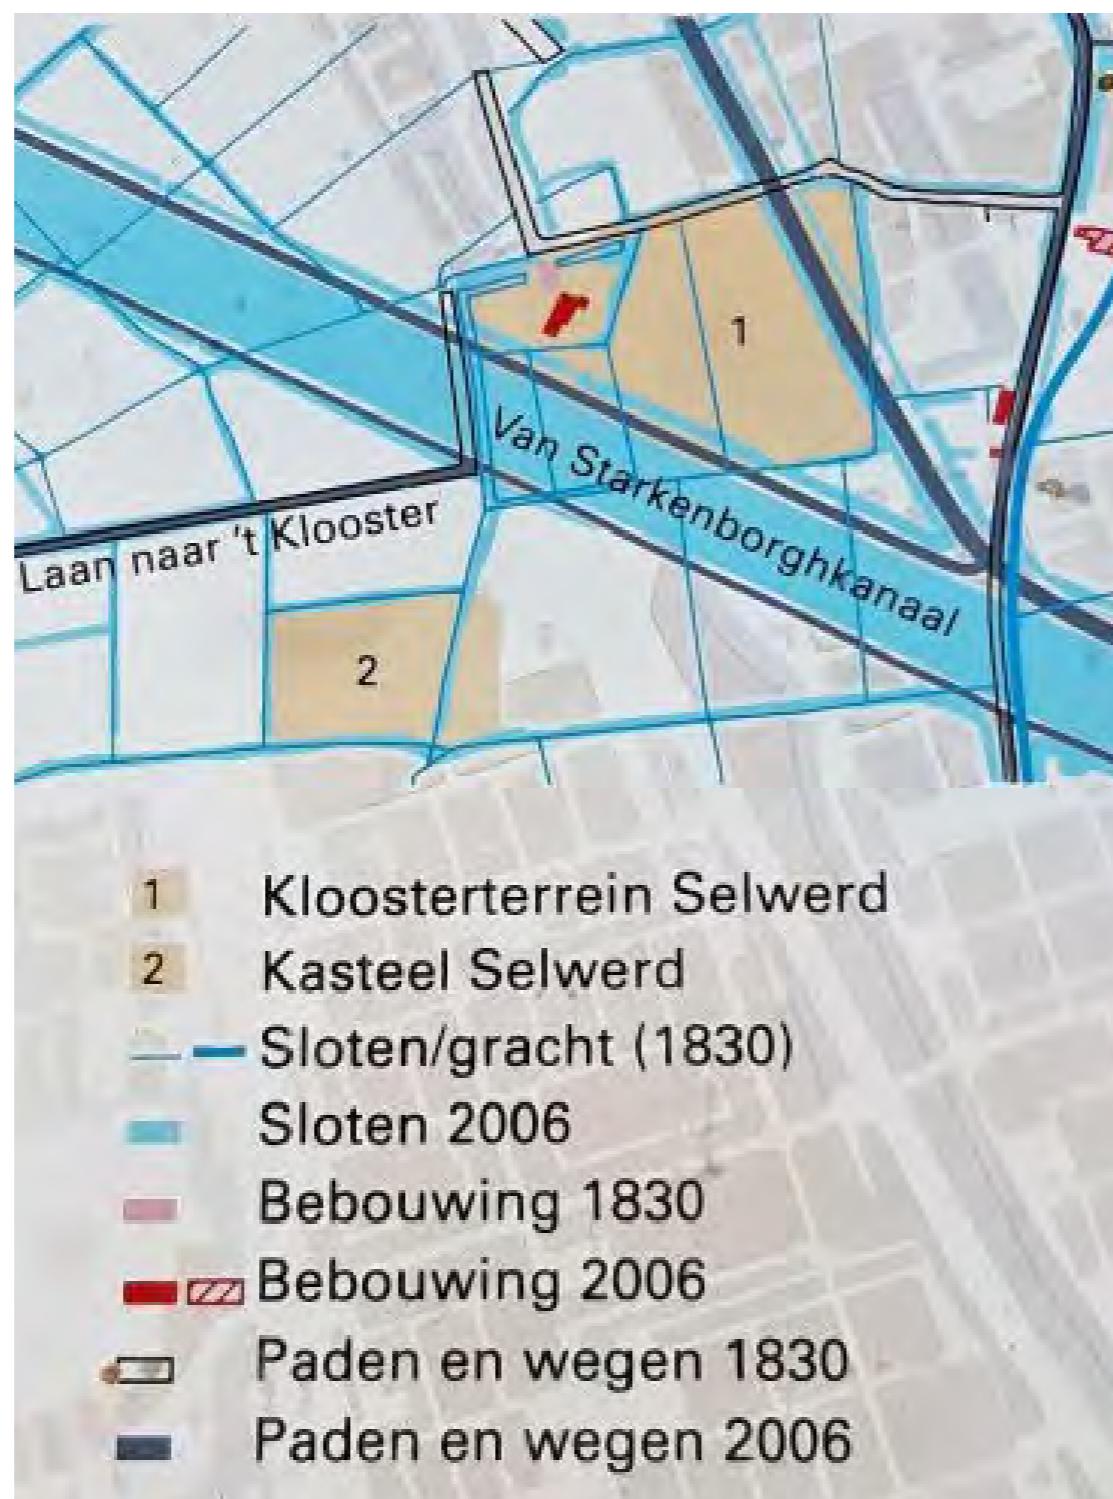 1
Van Starkenborghkanaal
Laan naar 't Klooster
2
1 Kloosterterrein Selwerd
2 Kasteel Selwerd
Sloten/gracht (1830)
Sloten 2006
Bebouwing 1830
Bebouwing 2006
Paden en wegen 1830
Paden en wegen 2006